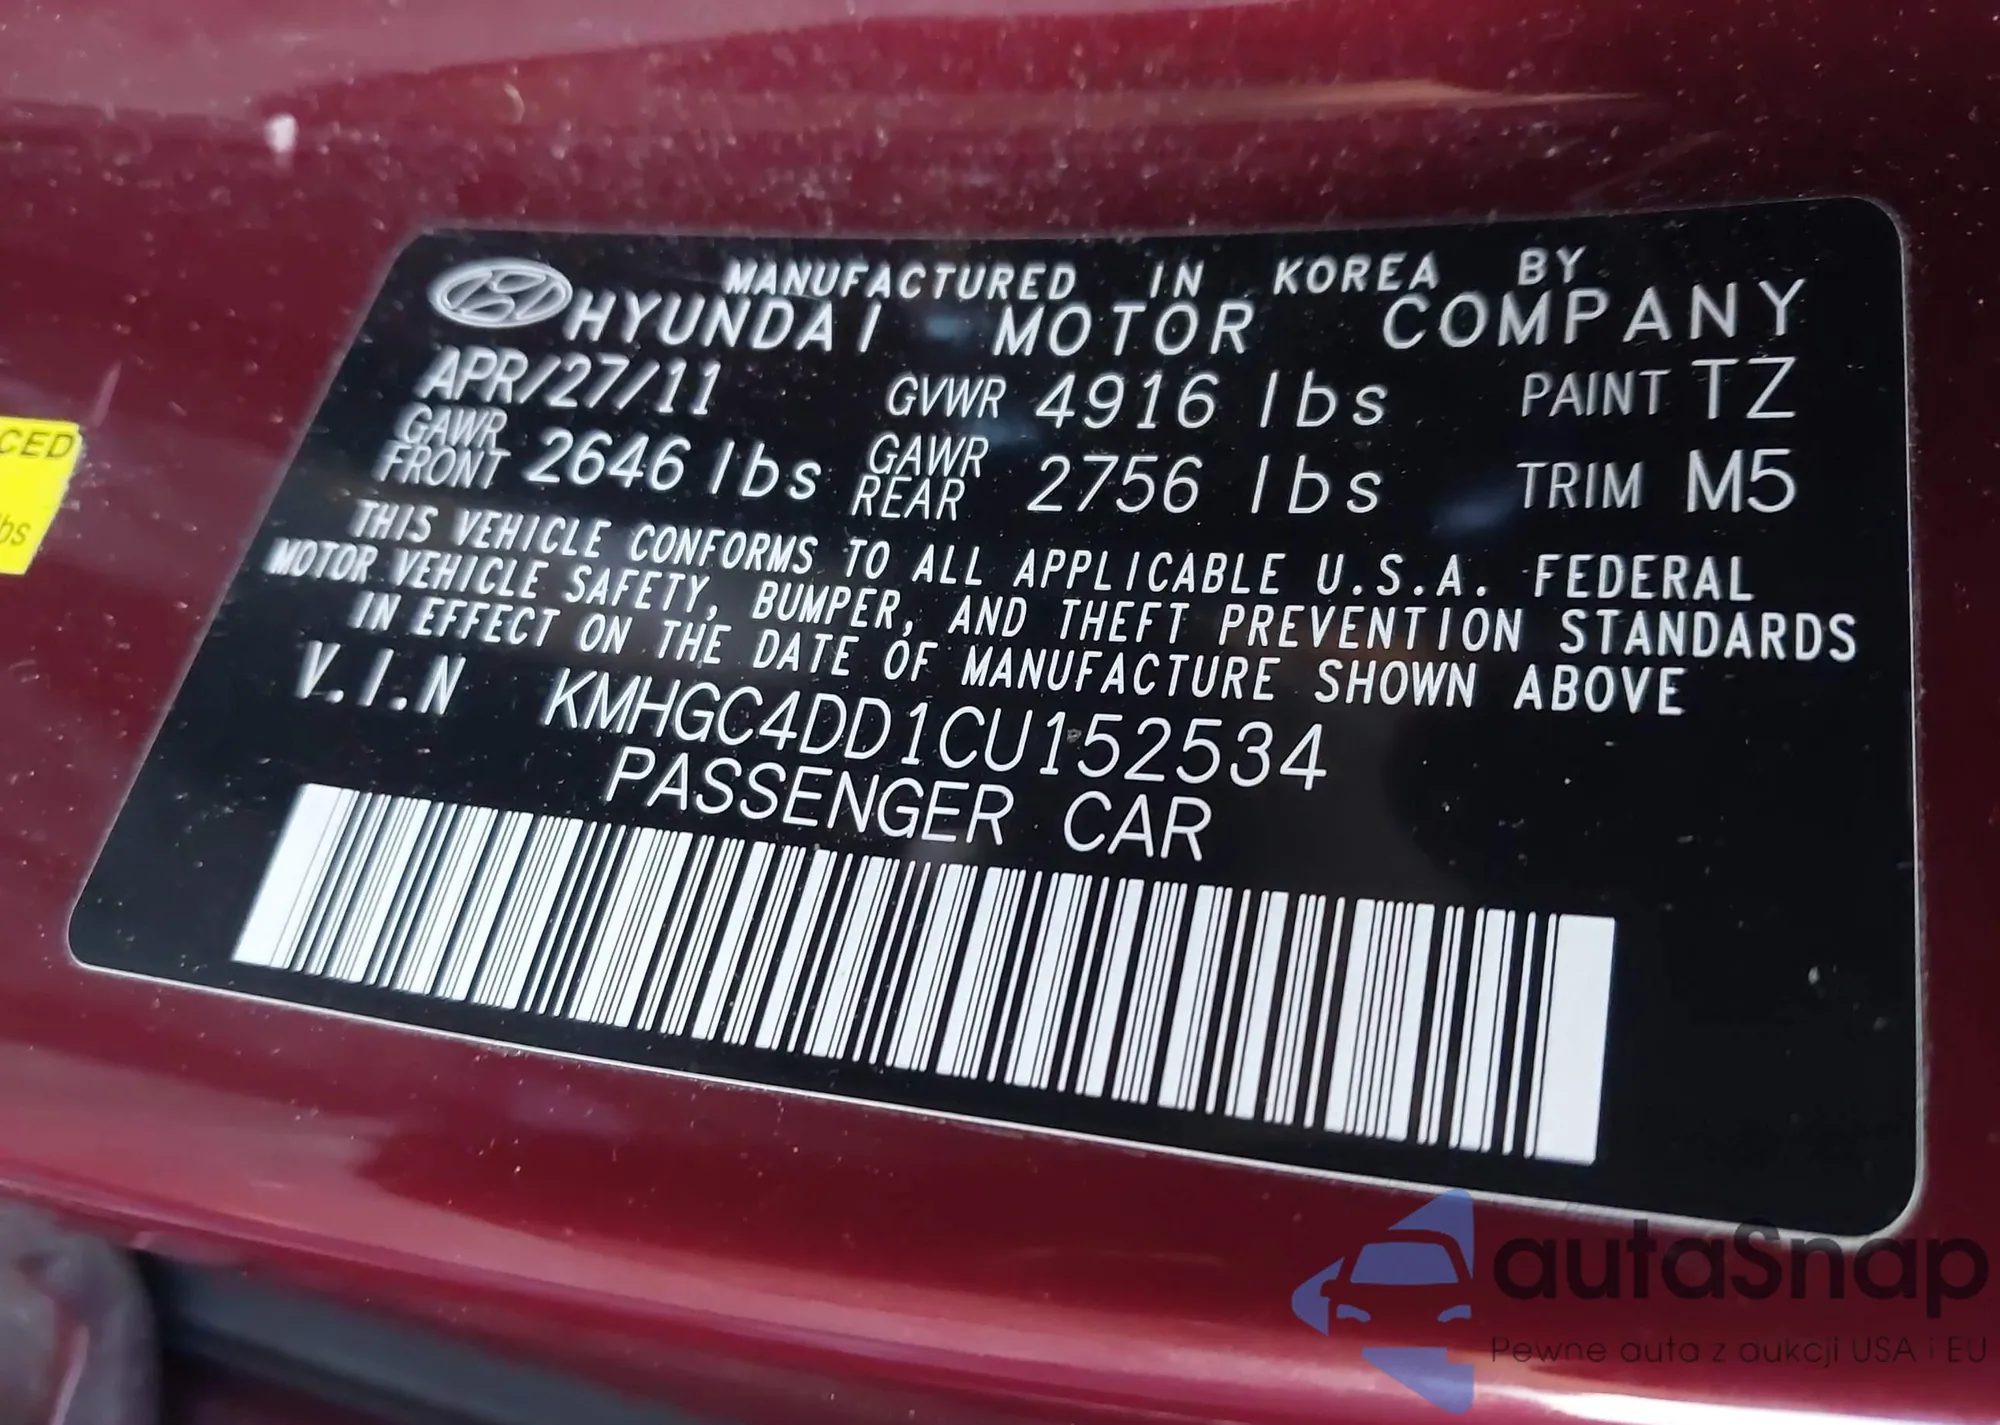 MANUFACTURED IN KOREA BY
HYUNDAI MOTOR COMPANY
APR/27/11 GVWR 4916 lbs PAINT TZ
GAWR FRONT 2646 lbs GAWR REAR 2756 lbs TRIM M5
THIS VEHICLE CONFORMS TO ALL APPLICABLE U.S.A. FEDERAL
MOTOR VEHICLE SAFETY, BUMPER, AND THEFT PREVENTION STANDARDS
IN EFFECT ON THE DATE OF MANUFACTURE SHOWN ABOVE
V.I.N KMHGC4DD1CU152534
PASSENGER CAR
CED
lbs
autaSnap
Pewne auta z aukcji USA i EU